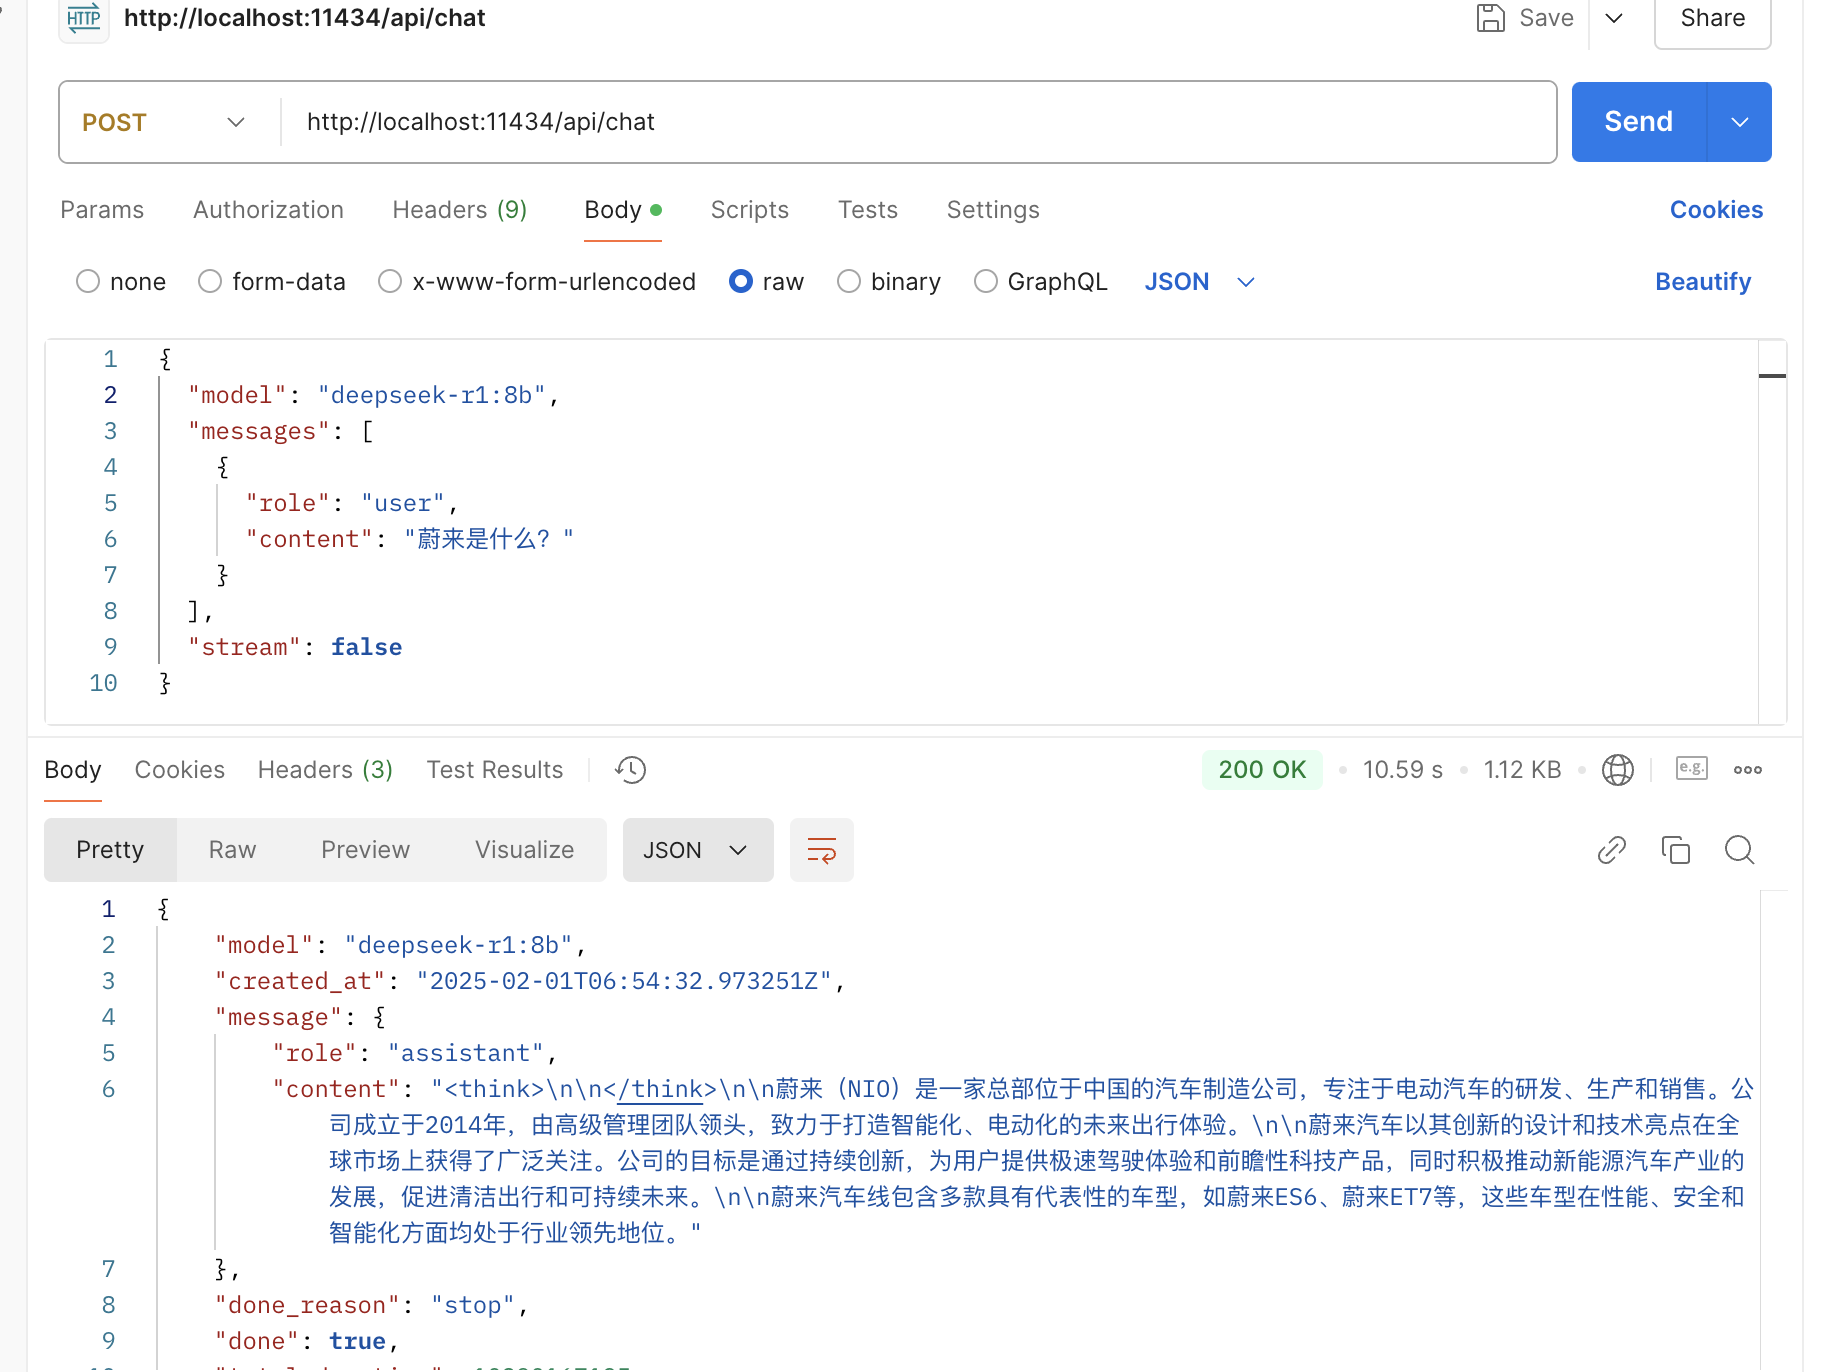 HTTP http://localhost:11434/api/chat Save Share
POST http://localhost:11434/api/chat Send
Params Authorization Headers (9) Body Scripts Tests Settings Cookies
none form-data x-www-form-urlencoded raw binary GraphQL JSON Beautify
1 {
2 "model": "deepseek-r1:8b",
3 "messages": [
4 {
5 "role": "user",
6 "content": "蔚来是什么？"
7 }
8 ],
9 "stream": false
10 }
Body Cookies Headers (3) Test Results 200 OK 10.59 s 1.12 KB e.g.
Pretty Raw Preview Visualize JSON
1 {
2 "model": "deepseek-r1:8b",
3 "created_at": "2025-02-01T06:54:32.973251Z",
4 "message": {
5 "role": "assistant",
6 "content": "<think>\n\n</think>\n\n蔚来（NIO）是一家总部位于中国的汽车制造公司，专注于电动汽车的研发、生产和销售。公
司成立于2014年，由高级管理团队领头，致力于打造智能化、电动化的未来出行体验。\n\n蔚来汽车以其创新的设计和技术亮点在全
球市场上获得了广泛关注。公司的目标是通过持续创新，为用户提供极速驾驶体验和前瞻性科技产品，同时积极推动新能源汽车产业的
发展，促进清洁出行和可持续未来。\n\n蔚来汽车线包含多款具有代表性的车型，如蔚来ES6、蔚来ET7等，这些车型在性能、安全和
智能化方面均处于行业领先地位。"
7 },
8 "done_reason": "stop",
9 "done": true,